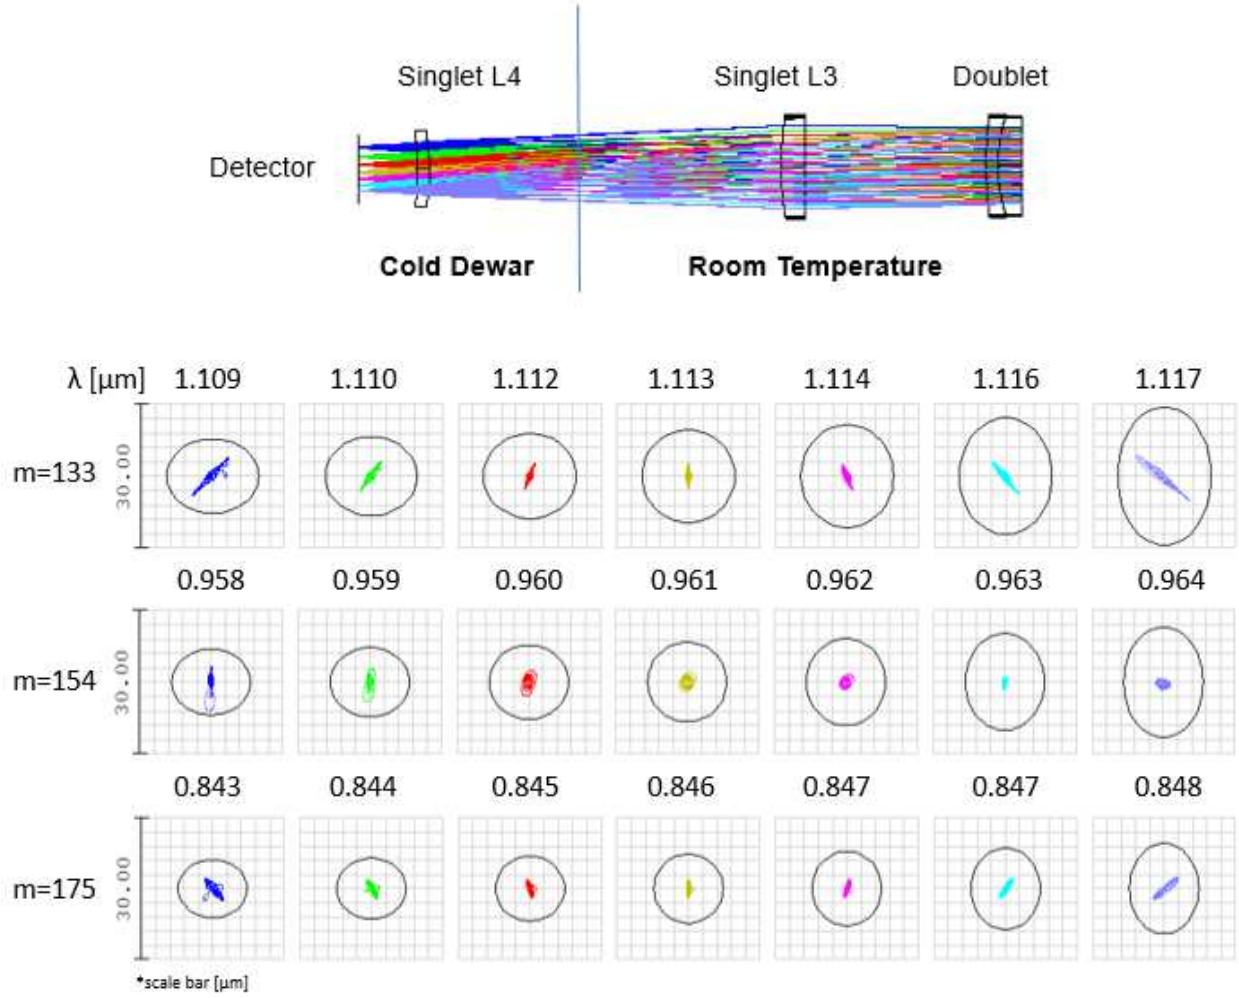 Singlet L4 Singlet L3 Doublet
Detector
Cold Dewar Room Temperature
λ [μm] 1.109 1.110 1.112 1.113 1.114 1.116 1.117
m=133 30.00
0.958 0.959 0.960 0.961 0.962 0.963 0.964
m=154 30.00
0.843 0.844 0.845 0.846 0.847 0.847 0.848
m=175 30.00
*scale bar [μm]